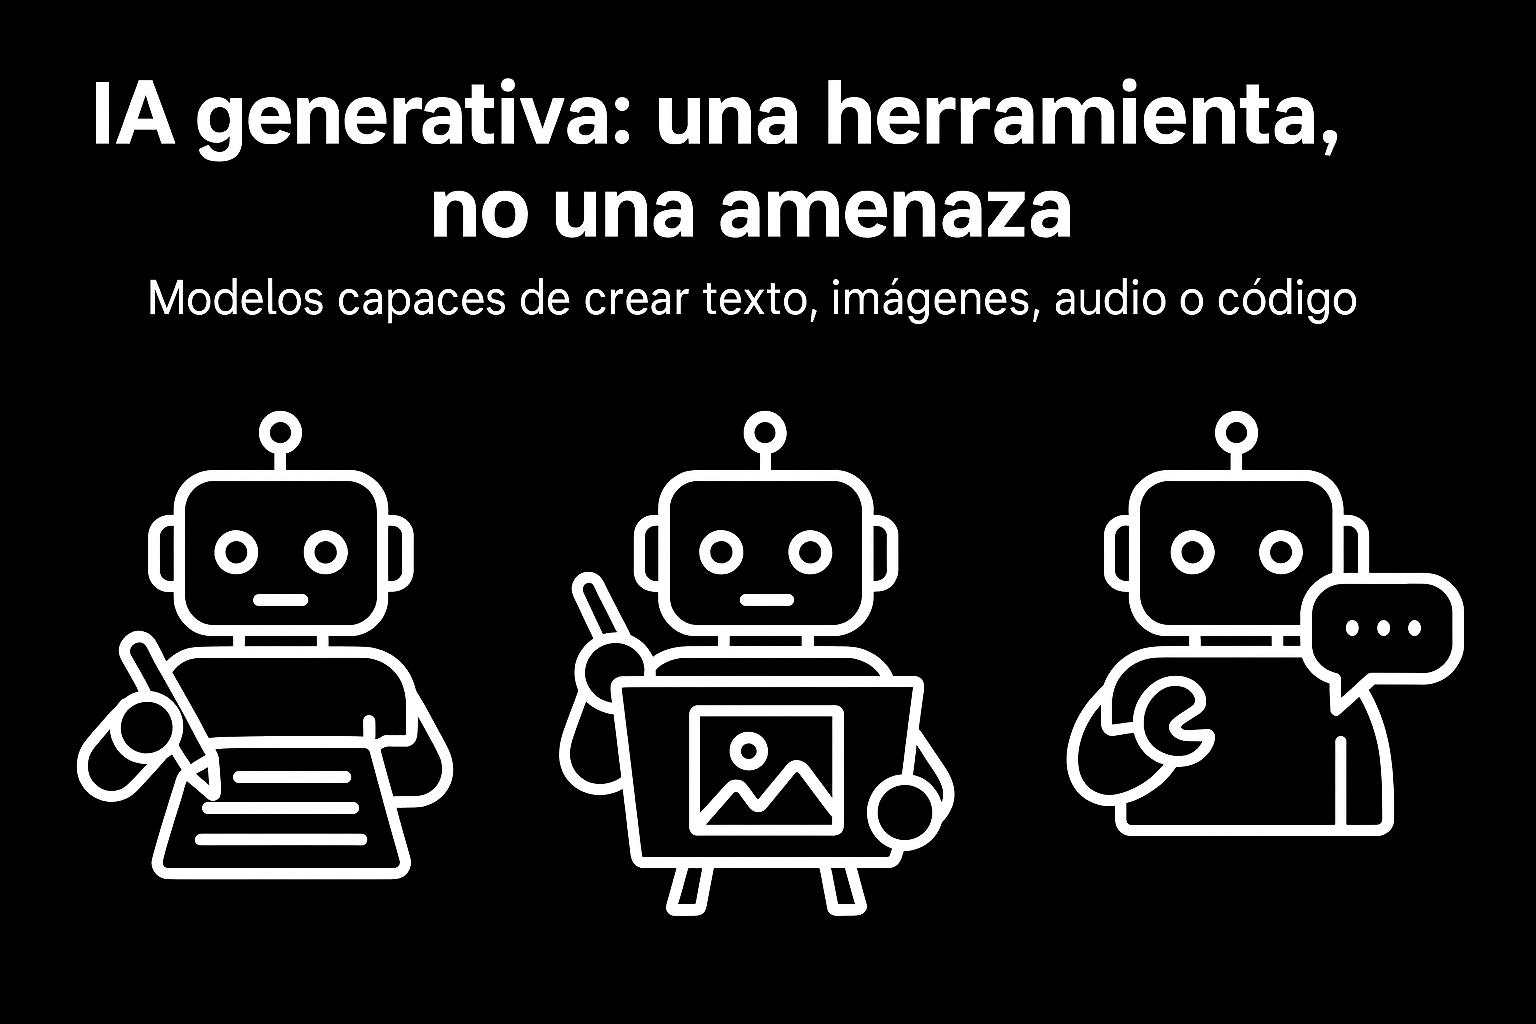 IA generativa: una herramienta,
no una amenaza
Modelos capaces de crear texto, imágenes, audio o código